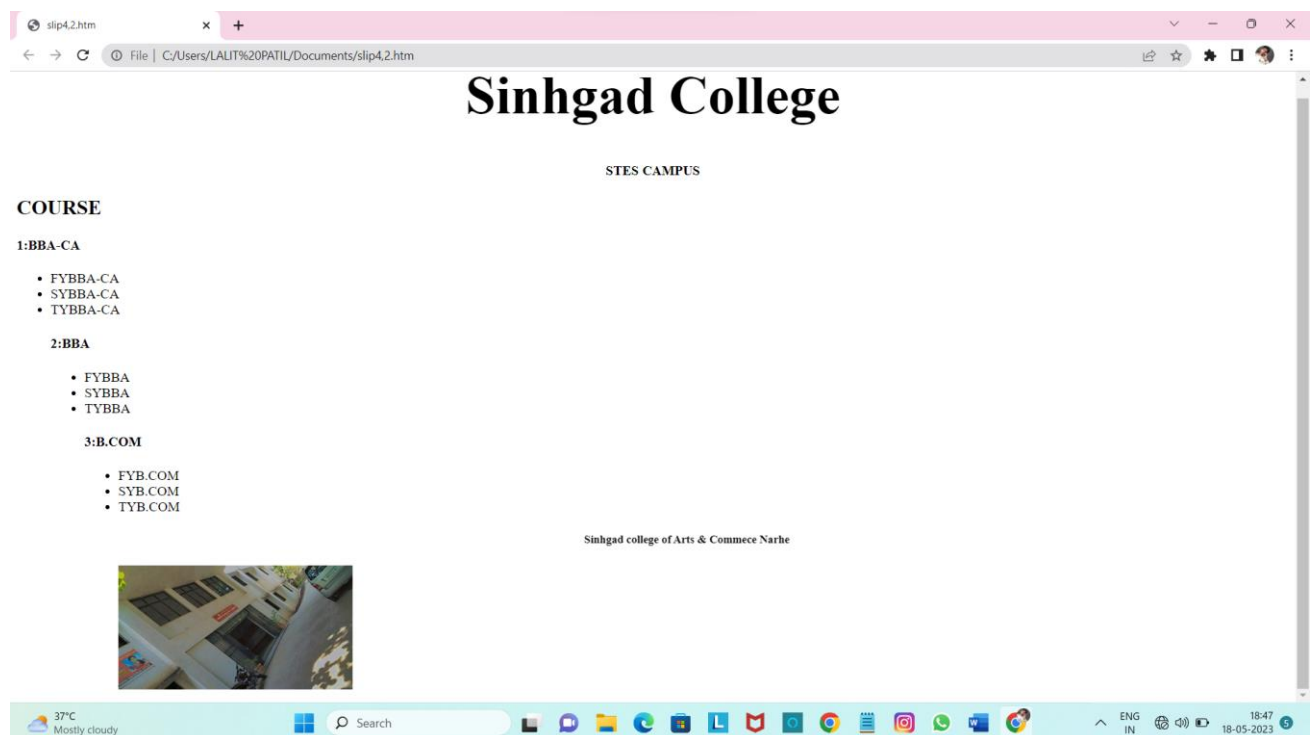 slip4,2.htm
File | C:/Users/LALIT%20PATIL/Documents/slip4,2.htm
Sinhgad College
STES CAMPUS
COURSE
1:BBA-CA
• FYBBA-CA
• SYBBA-CA
• TYBBA-CA
2:BBA
• FYBBA
• SYBBA
• TYBBA
3:B.COM
• FYB.COM
• SYB.COM
• TYB.COM
Sinhgad college of Arts & Commece Narhe
37°C
Mostly cloudy
Search
ENG
IN
18:47
18-05-2023
5